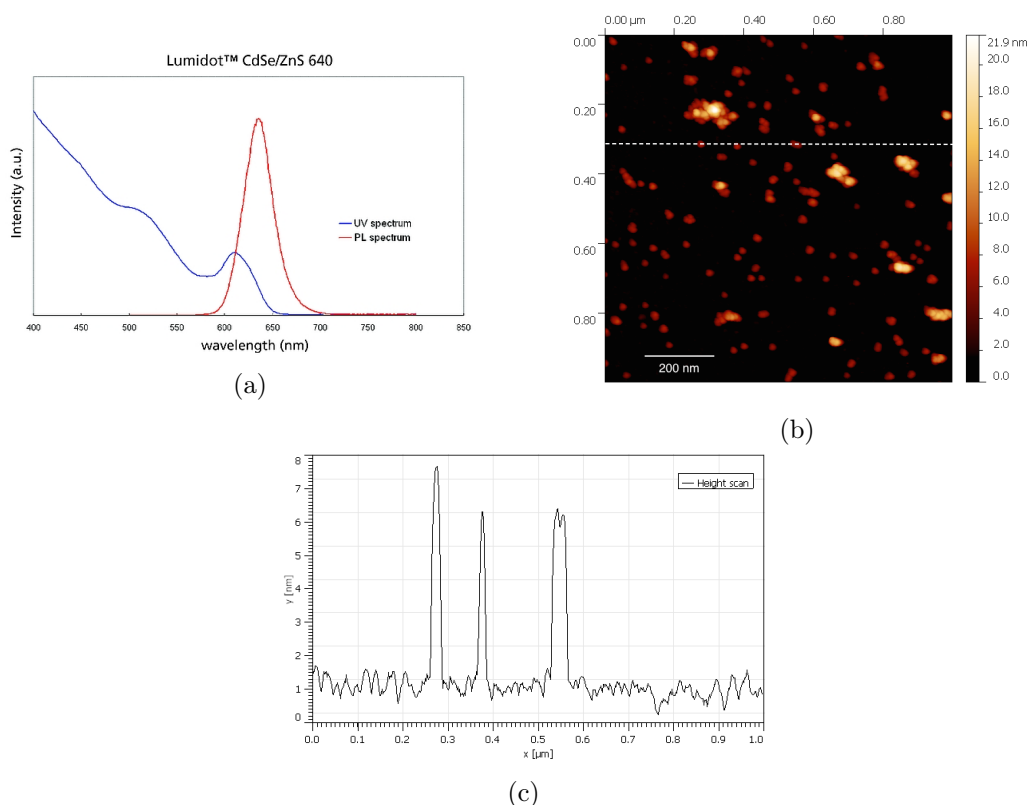 Lumidot™ CdSe/ZnS 640
Intensity (a.u.)
UV spectrum
PL spectrum
400 450 500 550 600 650 700 750 800 850
wavelength (nm)
(a)
0.00 µm 0.20 0.40 0.60 0.80
0.00
0.20
0.40
0.60
0.80
200 nm
21.9 nm
20.0
18.0
16.0
14.0
12.0
10.0
8.0
6.0
4.0
2.0
0.0
(b)
8
7
6
5
4
3
2
1
0
y [nm]
Height scan
0.0 0.1 0.2 0.3 0.4 0.5 0.6 0.7 0.8 0.9 1.0
x [µm]
(c)